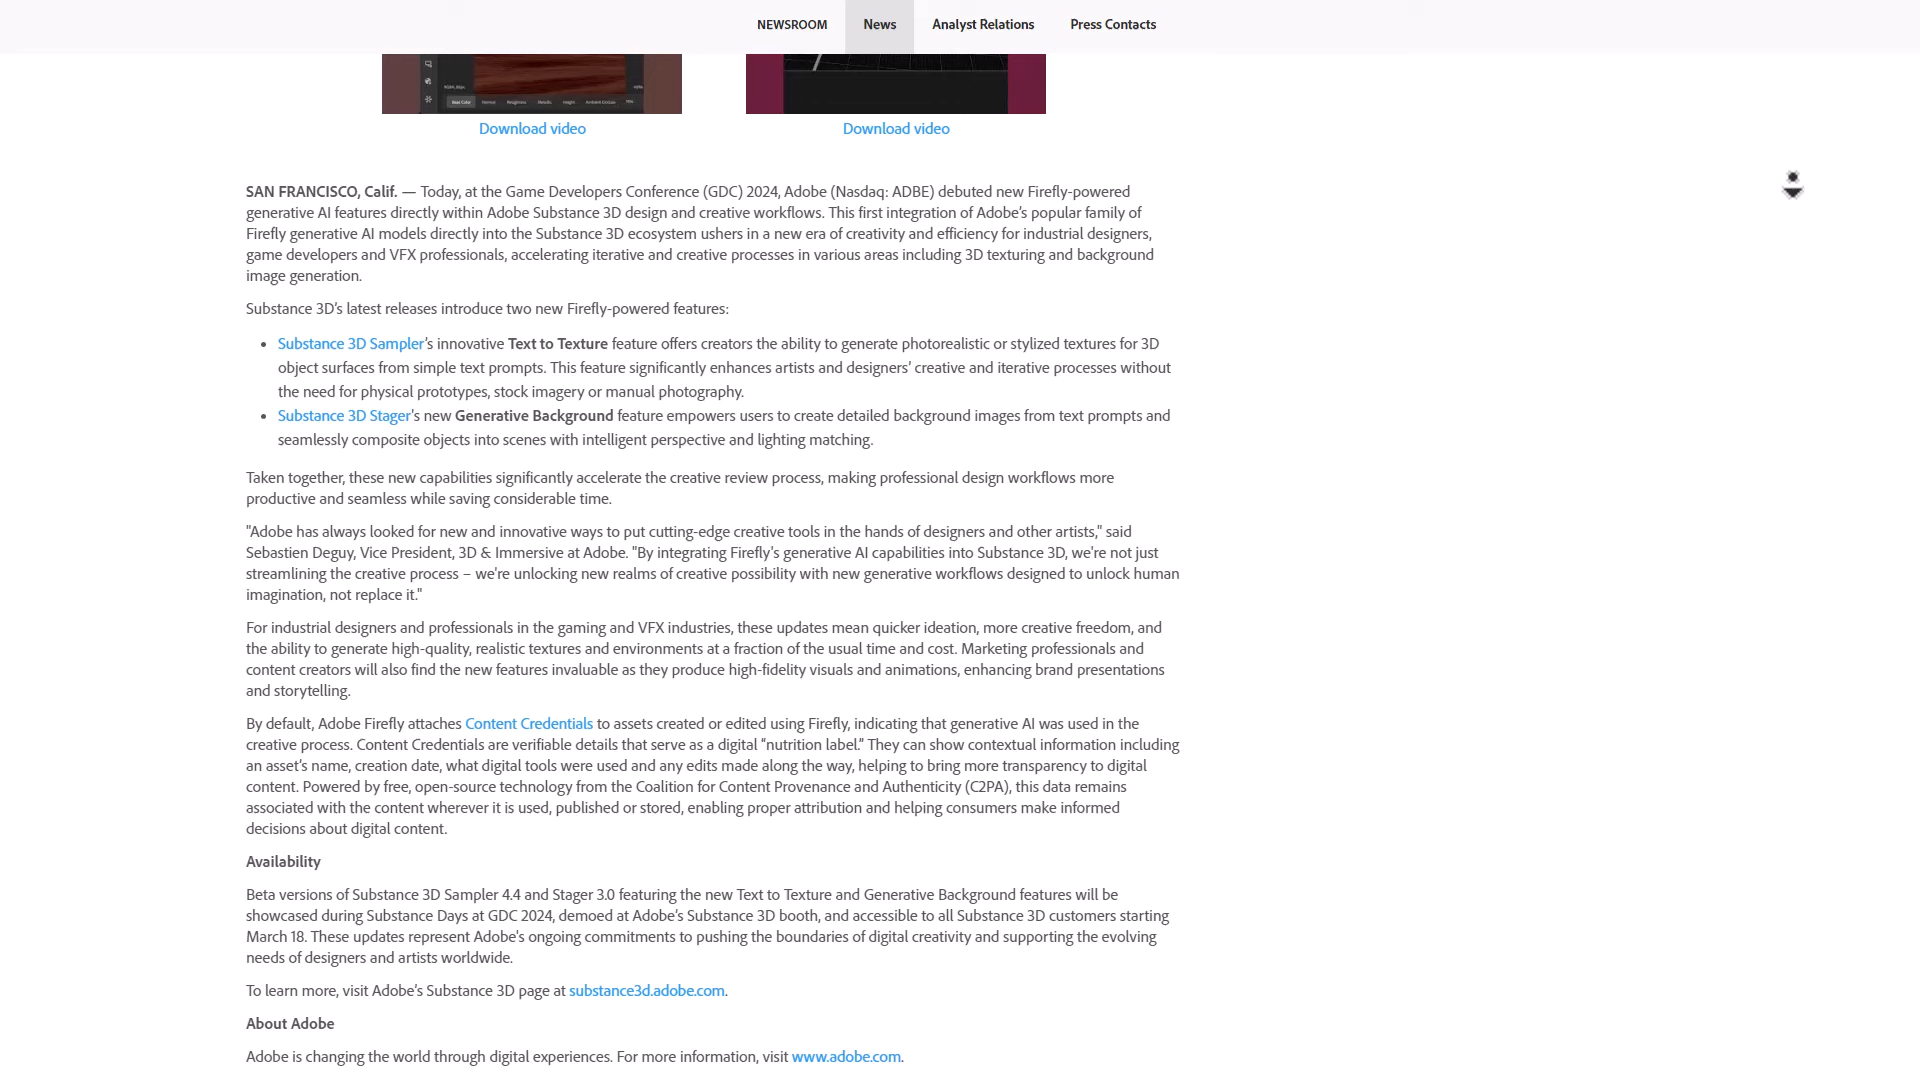 NEWSROOM News Analyst Relations Press Contacts
Base Color
Download video Download video
SAN FRANCISCO, Calif. — Today, at the Game Developers Conference (GDC) 2024, Adobe (Nasdaq: ADBE) debuted new Firefly-powered
generative AI features directly within Adobe Substance 3D design and creative workflows. This first integration of Adobe’s popular family of
Firefly generative AI models directly into the Substance 3D ecosystem ushers in a new era of creativity and efficiency for industrial designers,
game developers and VFX professionals, accelerating iterative and creative processes in various areas including 3D texturing and background
image generation.
Substance 3D’s latest releases introduce two new Firefly-powered features:
• Substance 3D Sampler’s innovative Text to Texture feature offers creators the ability to generate photorealistic or stylized textures for 3D
object surfaces from simple text prompts. This feature significantly enhances artists and designers’ creative and iterative processes without
the need for physical prototypes, stock imagery or manual photography.
• Substance 3D Stager’s new Generative Background feature empowers users to create detailed background images from text prompts and
seamlessly composite objects into scenes with intelligent perspective and lighting matching.
Taken together, these new capabilities significantly accelerate the creative review process, making professional design workflows more
productive and seamless while saving considerable time.
"Adobe has always looked for new and innovative ways to put cutting-edge creative tools in the hands of designers and other artists," said
Sebastien Deguy, Vice President, 3D & Immersive at Adobe. "By integrating Firefly's generative AI capabilities into Substance 3D, we're not just
streamlining the creative process – we're unlocking new realms of creative possibility with new generative workflows designed to unlock human
imagination, not replace it."
For industrial designers and professionals in the gaming and VFX industries, these updates mean quicker ideation, more creative freedom, and
the ability to generate high-quality, realistic textures and environments at a fraction of the usual time and cost. Marketing professionals and
content creators will also find the new features invaluable as they produce high-fidelity visuals and animations, enhancing brand presentations
and storytelling.
By default, Adobe Firefly attaches Content Credentials to assets created or edited using Firefly, indicating that generative AI was used in the
creative process. Content Credentials are verifiable details that serve as a digital “nutrition label.” They can show contextual information including
an asset’s name, creation date, what digital tools were used and any edits made along the way, helping to bring more transparency to digital
content. Powered by free, open-source technology from the Coalition for Content Provenance and Authenticity (C2PA), this data remains
associated with the content wherever it is used, published or stored, enabling proper attribution and helping consumers make informed
decisions about digital content.
Availability
Beta versions of Substance 3D Sampler 4.4 and Stager 3.0 featuring the new Text to Texture and Generative Background features will be
showcased during Substance Days at GDC 2024, demoed at Adobe’s Substance 3D booth, and accessible to all Substance 3D customers starting
March 18. These updates represent Adobe's ongoing commitments to pushing the boundaries of digital creativity and supporting the evolving
needs of designers and artists worldwide.
To learn more, visit Adobe’s Substance 3D page at substance3d.adobe.com.
About Adobe
Adobe is changing the world through digital experiences. For more information, visit www.adobe.com.